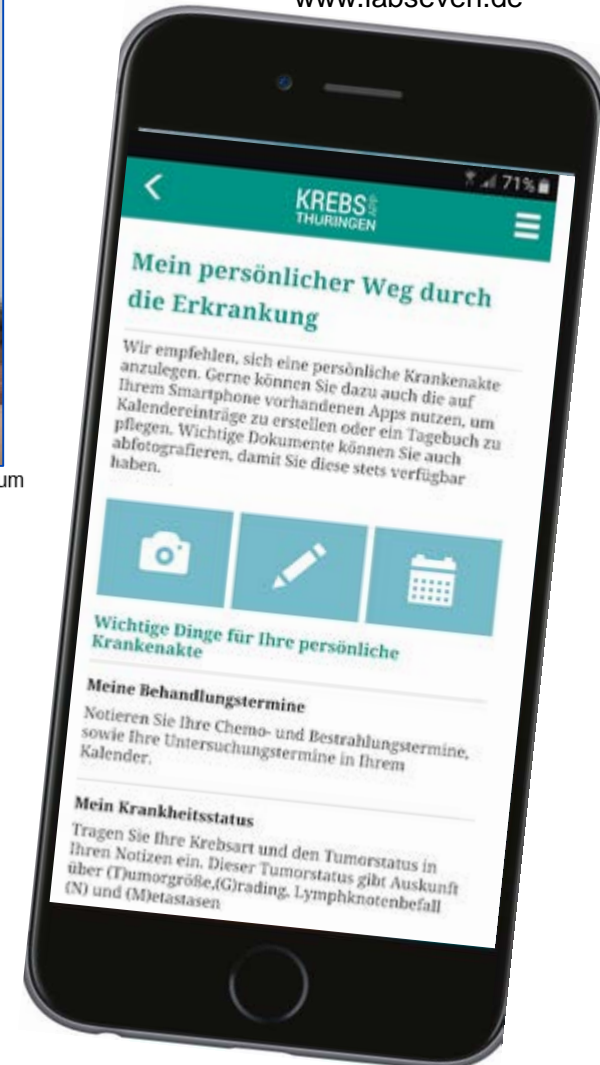 www.labseven.de
71%
KREBS APP
THÜRINGEN
Mein persönlicher Weg durch
die Erkrankung
Wir empfehlen, sich eine persönliche Krankenakte
anzulegen. Gerne können Sie dazu auch die auf
Ihrem Smartphone vorhandenen Apps nutzen, um
Kalendereinträge zu erstellen oder ein Tagebuch zu
pflegen. Wichtige Dokumente können Sie auch
abfotografieren, damit Sie diese stets verfügbar
haben.
um
Wichtige Dinge für Ihre persönliche
Krankenakte
Meine Behandlungstermine
Notieren Sie Ihre Chemo- und Bestrahlungstermine,
sowie Ihre Untersuchungstermine in Ihrem
Kalender.
Mein Krankheitsstatus
Tragen Sie Ihre Krebsart und den Tumorstatus in
Ihren Notizen ein. Dieser Tumorstatus gibt Auskunft
über (T)umorgröße,(G)rading, Lymphknotenbefall
(N) und (M)etastasen